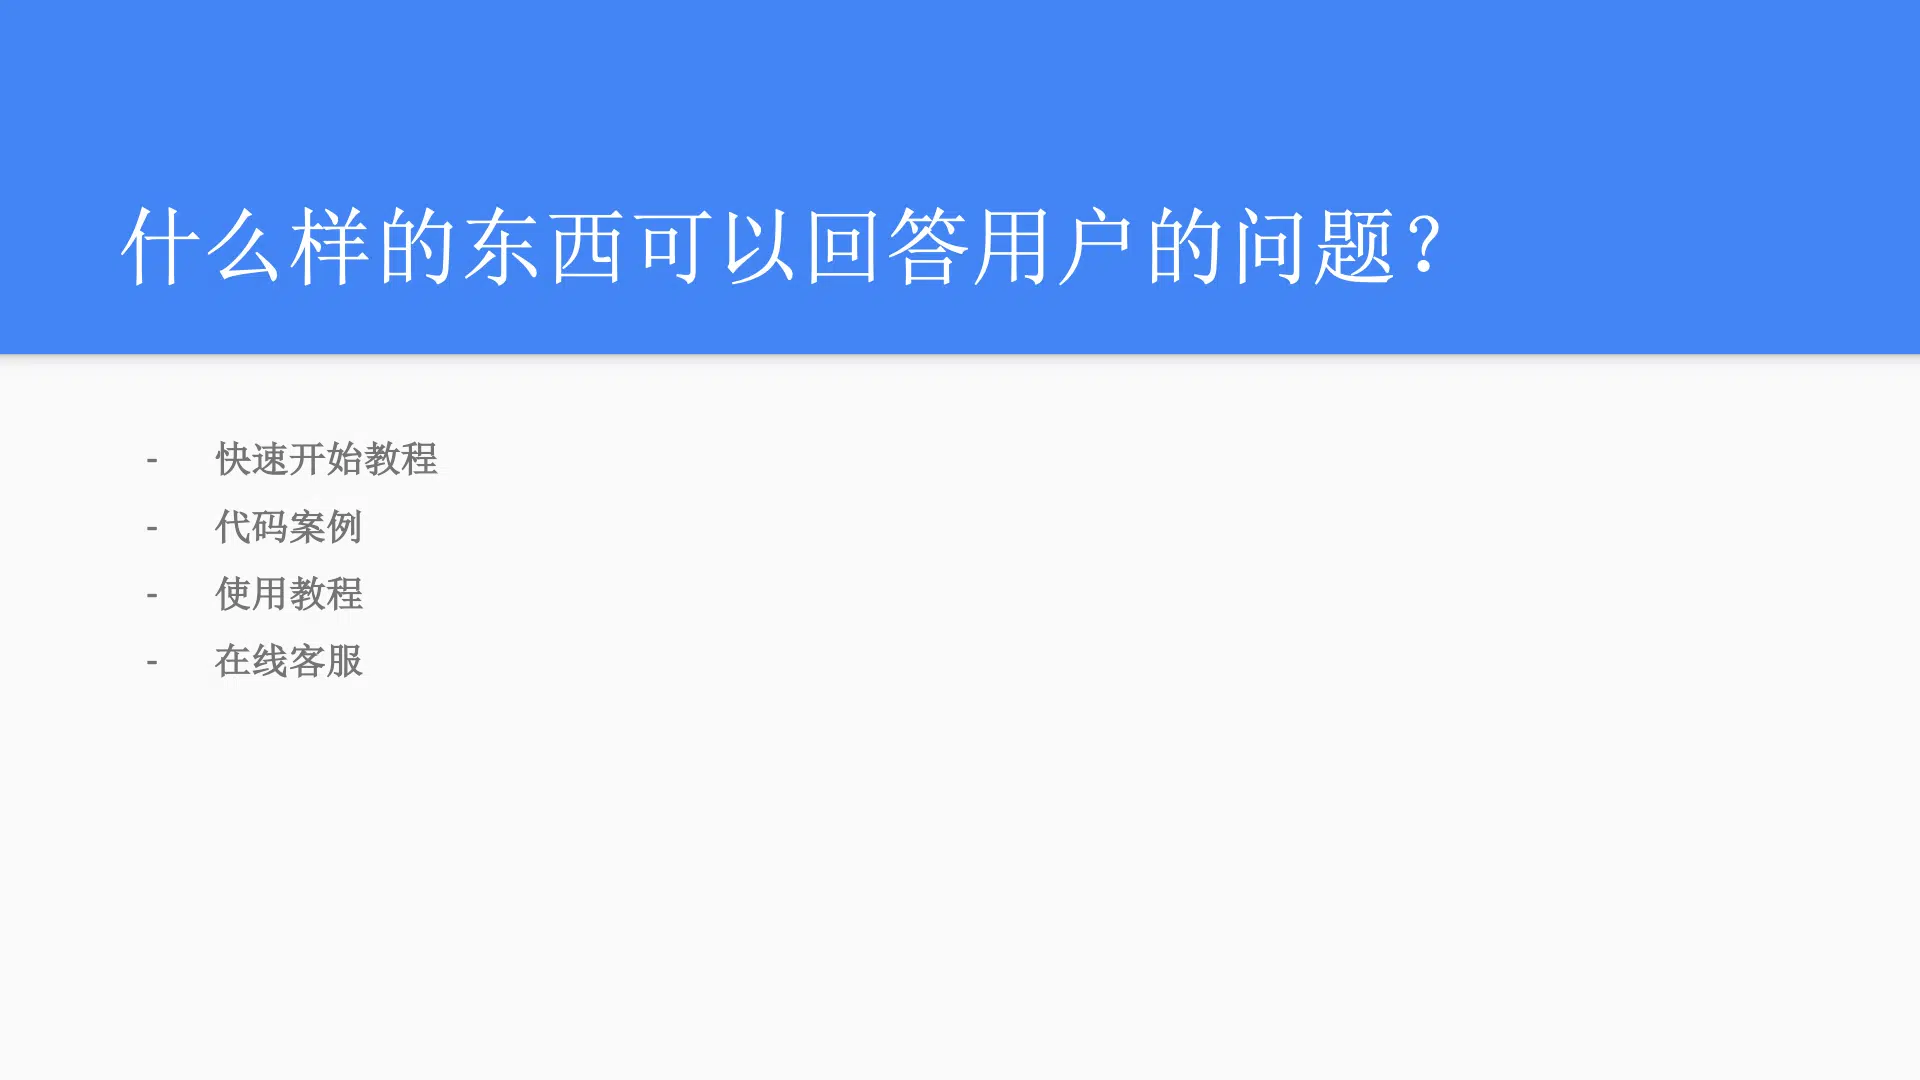 什么样的东西可以回答用户的问题？
- 快速开始教程
- 代码案例
- 使用教程
- 在线客服